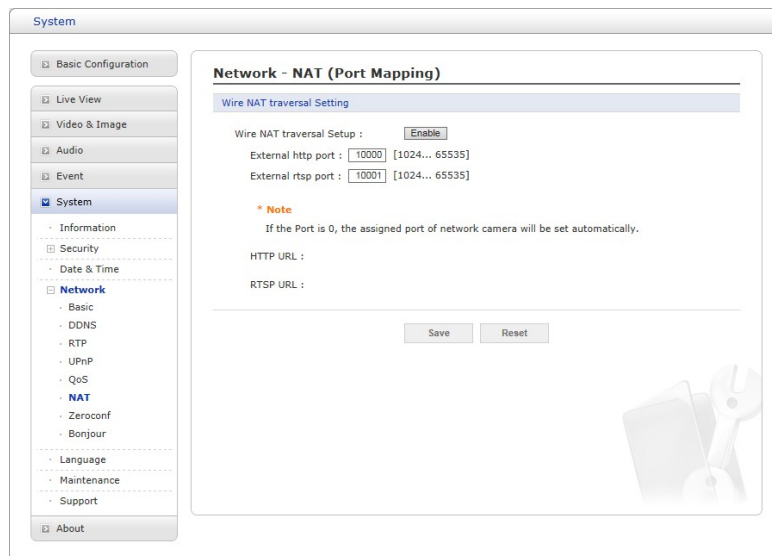 System
Basic Configuration
Live View
Video & Image
Audio
Event
System
Information
Security
Date & Time
Network
Basic
DDNS
RTP
UPnP
QoS
NAT
Zeroconf
Bonjour
Language
Maintenance
Support
About
Network - NAT (Port Mapping)
Wire NAT traversal Setting
Wire NAT traversal Setup : Enable
External http port : 10000 [1024... 65535]
External rtsp port : 10001 [1024... 65535]
* Note
If the Port is 0, the assigned port of network camera will be set automatically.
HTTP URL :
RTSP URL :
Save Reset